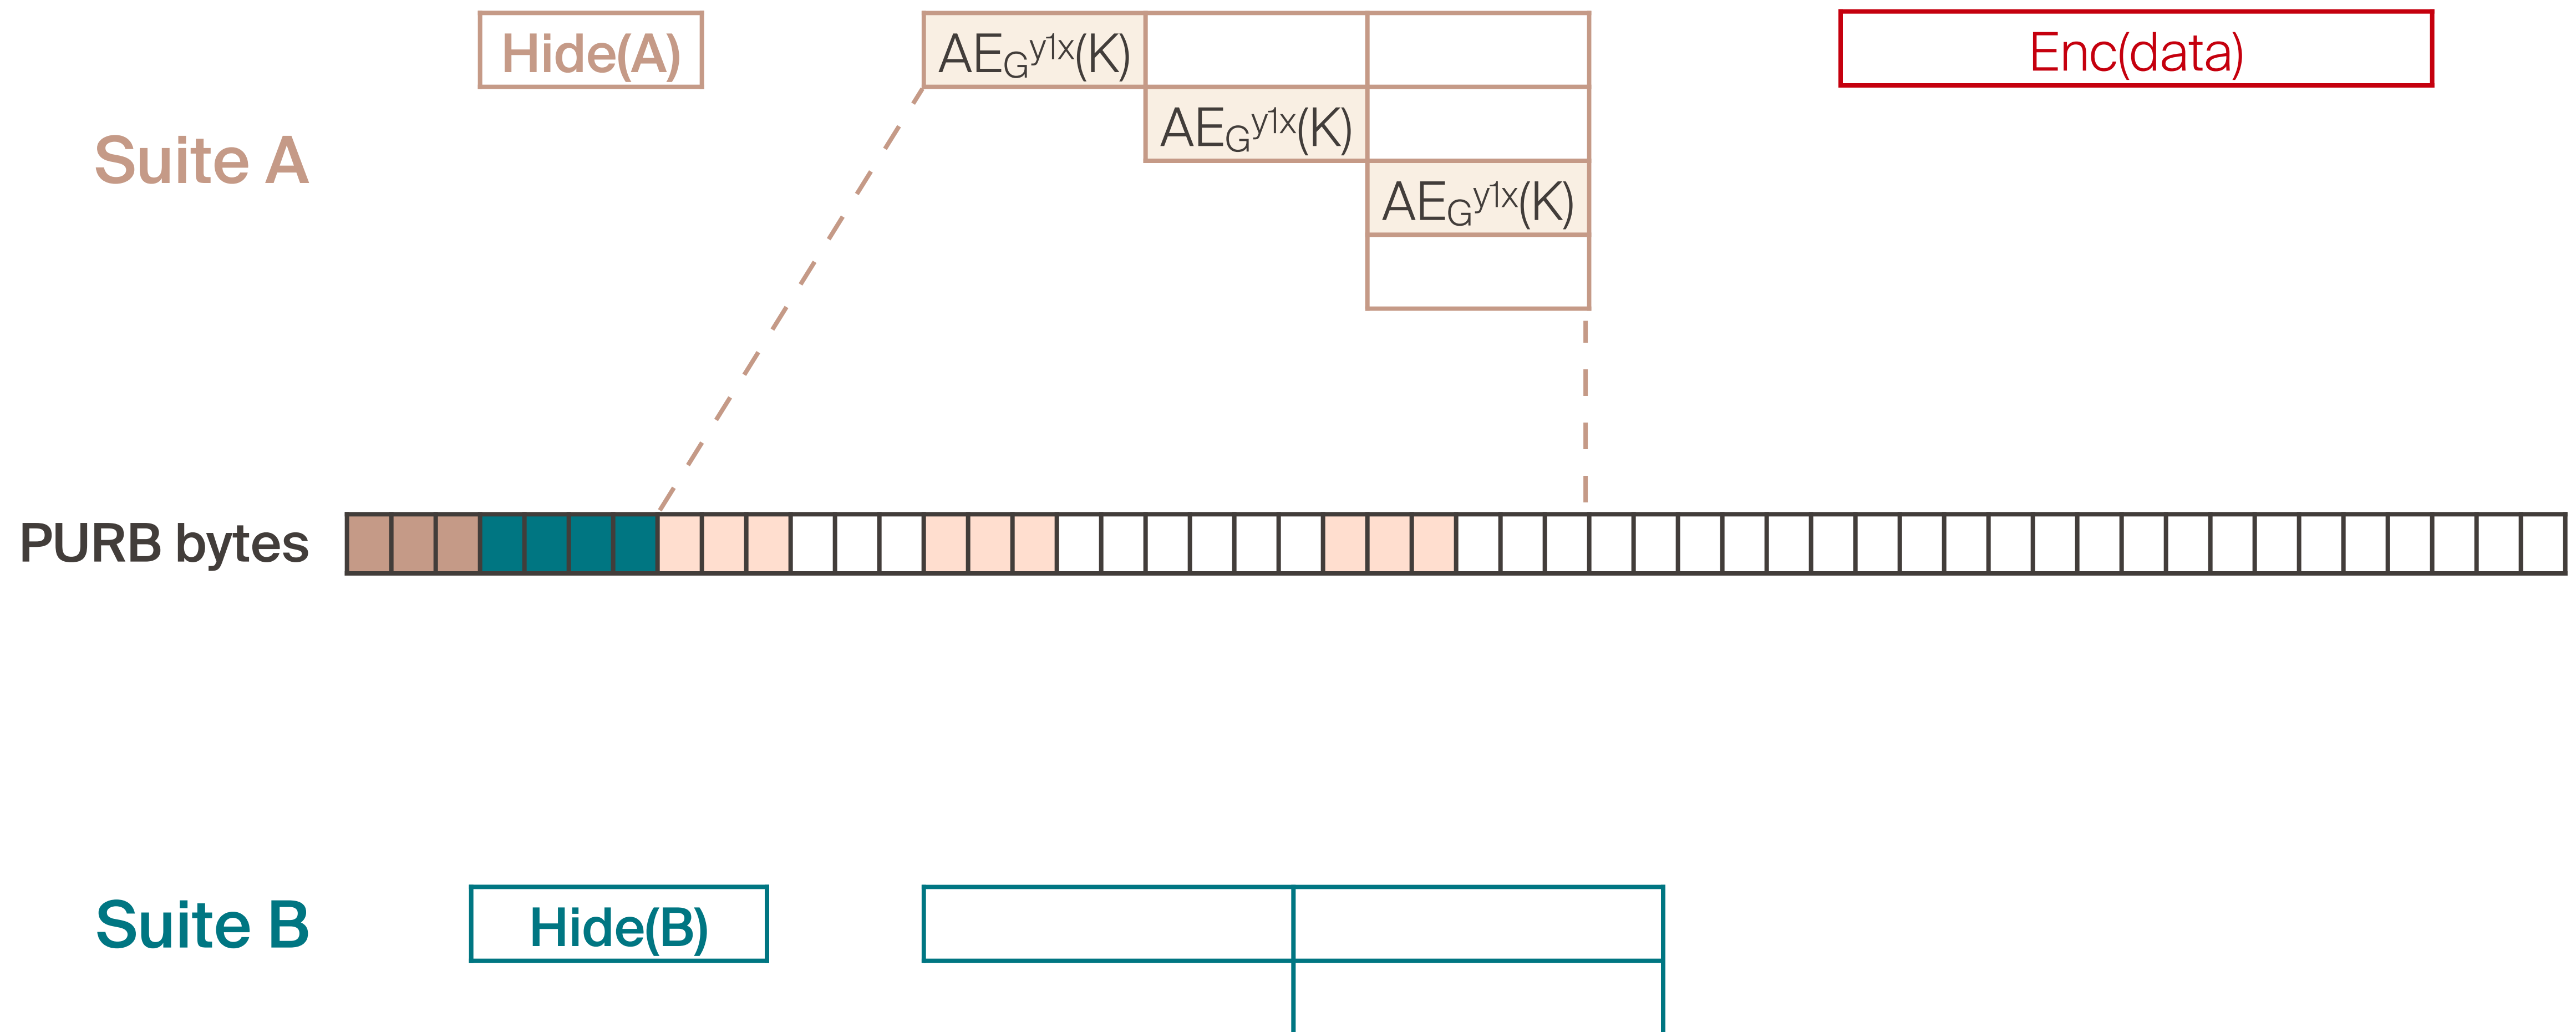 Hide(A)
AEGy1x(K)
Enc(data)
AEGy1x(K)
Suite A
AEGy1x(K)
PURB bytes
Suite B
Hide(B)